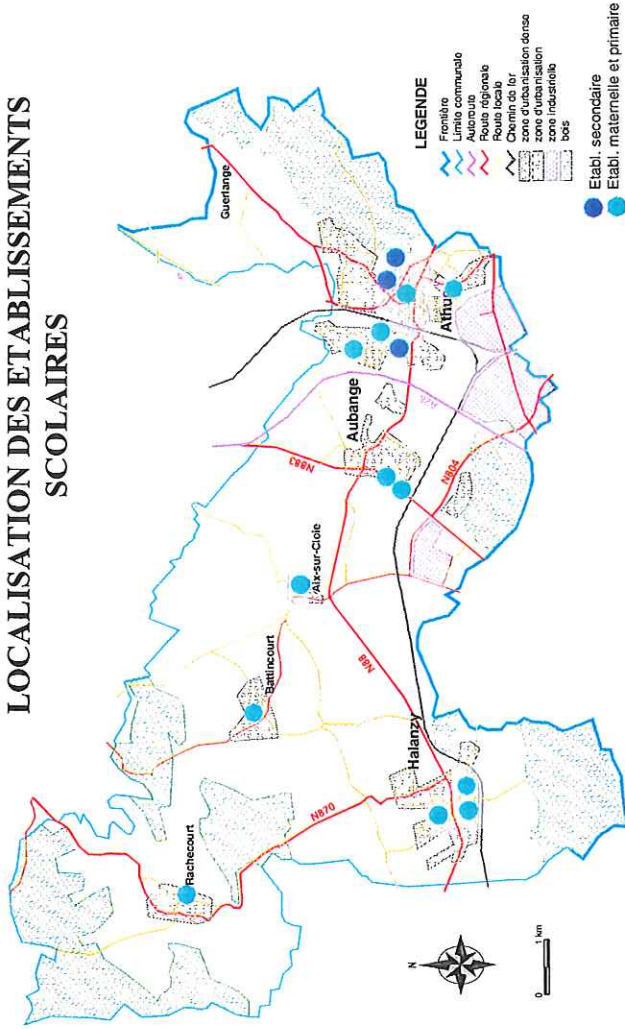 LOCALISATION DES ETABLISSEMENTS
SCOLAIRES
Guerlange
Rachecourt
Battincourt
Aix-sur-Cloie
Aubange
Athus
Halanzy
N883
A28
N804
N88
N870
N
0 1 km
LEGENDE
Frontière
Limite communale
Autoroute
Route régionale
Route locale
Chemin de fer
zone d'urbanisation dense
zone d'urbanisation
zone industrielle
bois
Etabl. secondaire
Etabl. maternelle et primaire